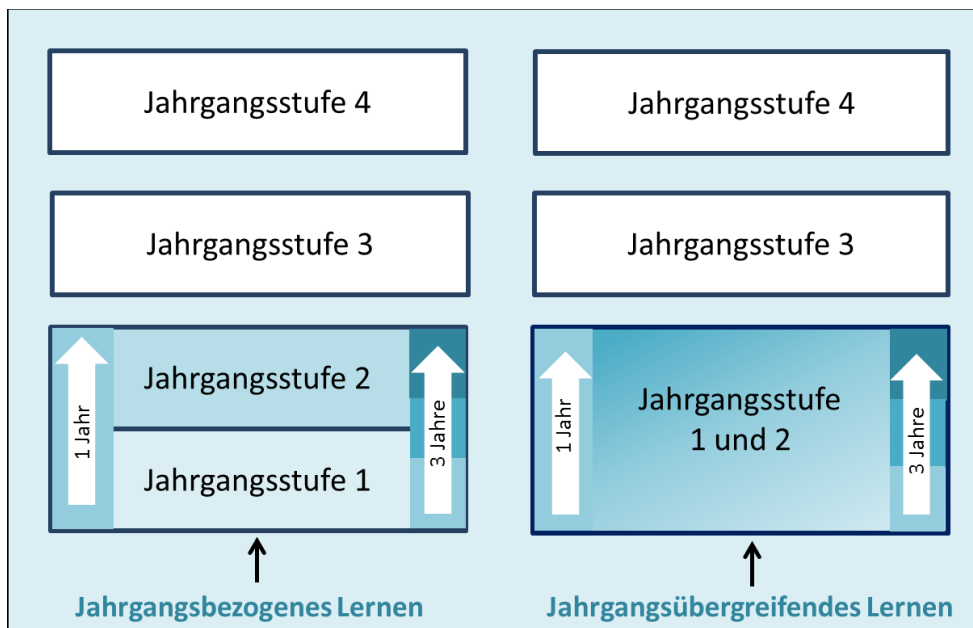 Jahrgangsstufe 4
Jahrgangsstufe 3
Jahrgangsstufe 2
Jahrgangsstufe 1
1 Jahr
3 Jahre
Jahrgangsbezogenes Lernen
Jahrgangsstufe 4
Jahrgangsstufe 3
Jahrgangsstufe
1 und 2
1 Jahr
3 Jahre
Jahrgangsübergreifendes Lernen